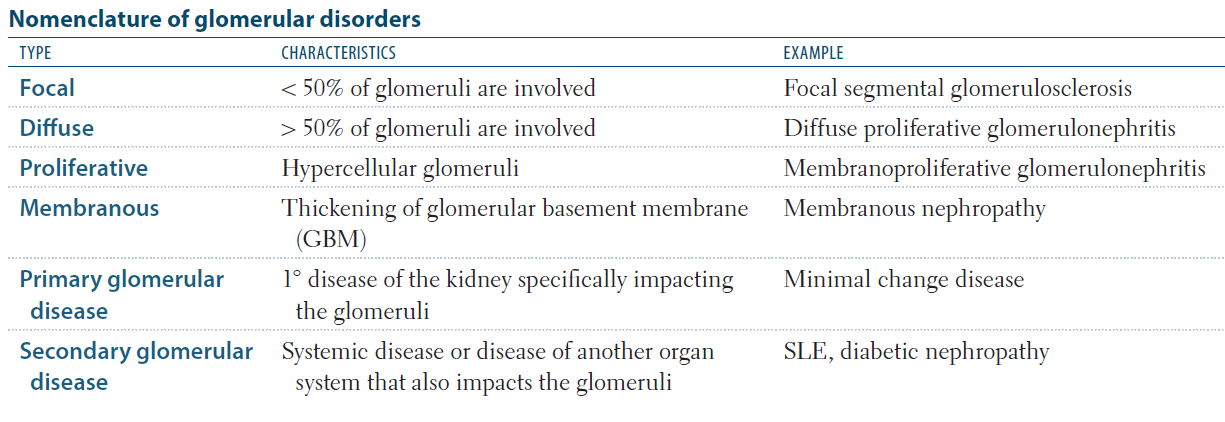 Nomenclature of glomerular disorders
TYPE CHARACTERISTICS EXAMPLE
Focal < 50% of glomeruli are involved Focal segmental glomerulosclerosis
Diffuse > 50% of glomeruli are involved Diffuse proliferative glomerulonephritis
Proliferative Hypercellular glomeruli Membranoproliferative glomerulonephritis
Membranous Thickening of glomerular basement membrane Membranous nephropathy
(GBM)
Primary glomerular 1° disease of the kidney specifically impacting Minimal change disease
disease the glomeruli
Secondary glomerular Systemic disease or disease of another organ SLE, diabetic nephropathy
disease system that also impacts the glomeruli